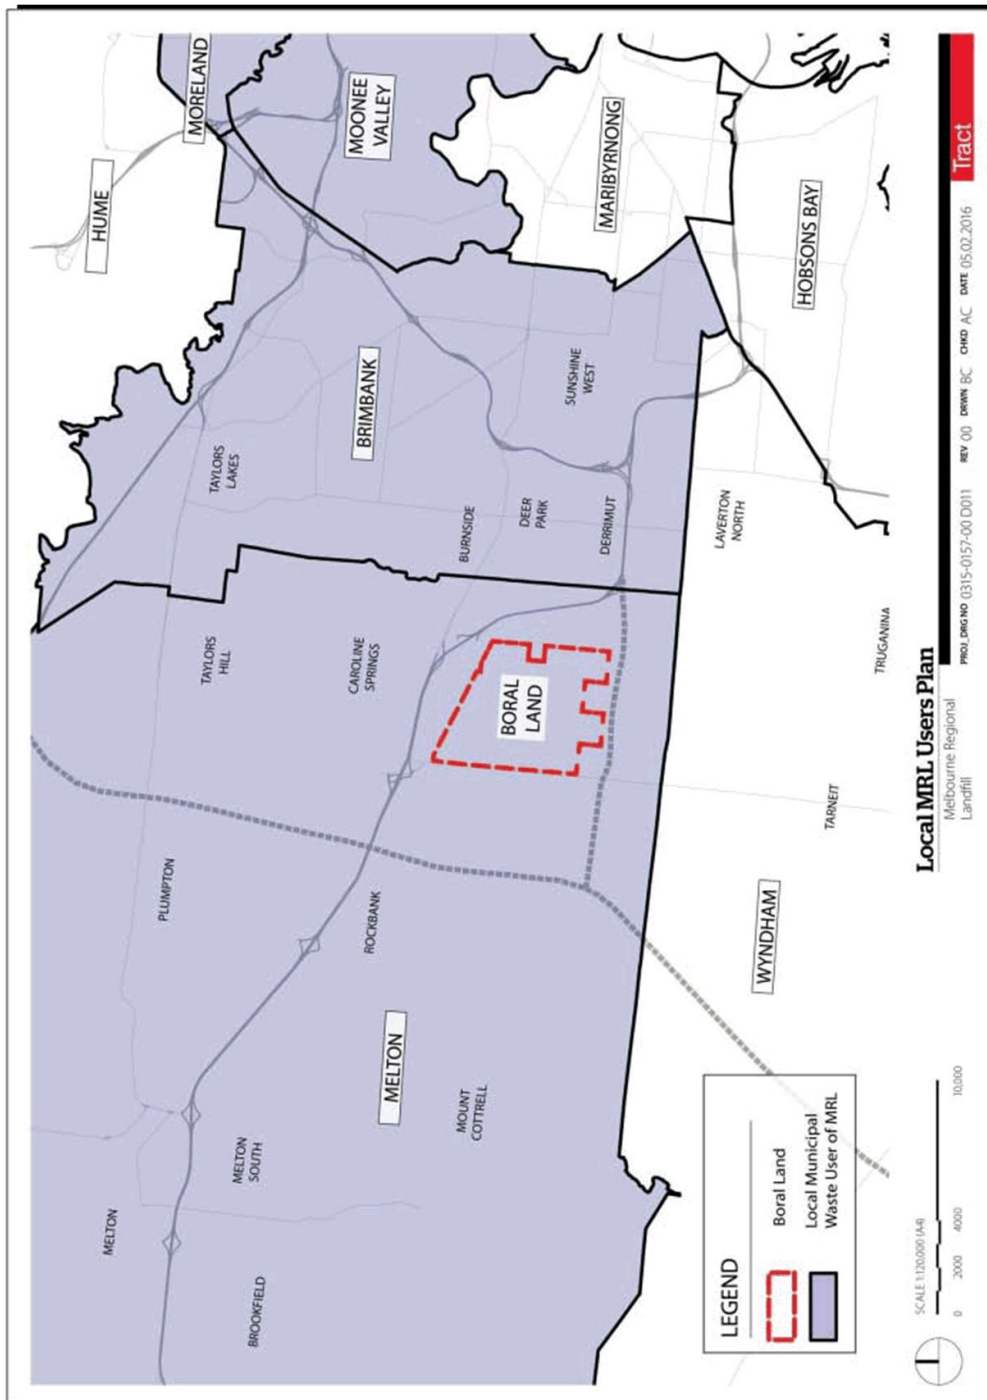 HUME
MORELAND
MOONEE
VALLEY
MARIBYRNONG
HOBSONS BAY
BRIMBANK
TAYLORS
LAKES
SUNSHINE
WEST
BURNSIDE
DEER
PARK
DERRIMUT
LAVERTON
NORTH
TAYLORS
HILL
CAROLINE
SPRINGS
BORAL
LAND
TRUGANINA
TARNEIT
PLUMPTON
ROCKBANK
WYNDHAM
MELTON
MOUNT
COTTRELL
MELTON
SOUTH
MELTON
BROOKFIELD
LEGEND
Boral Land
Local Municipal
Waste User of MRL
SCALE 1:120,000 (A4)
0 2000 4000 10,000
Local MRL Users Plan
Melbourne Regional
Landfill
PROJ_DRG NO 0315-0157-00 D011 REV 00 DRWN BC CHKD AC DATE 05.02.2016
Tract